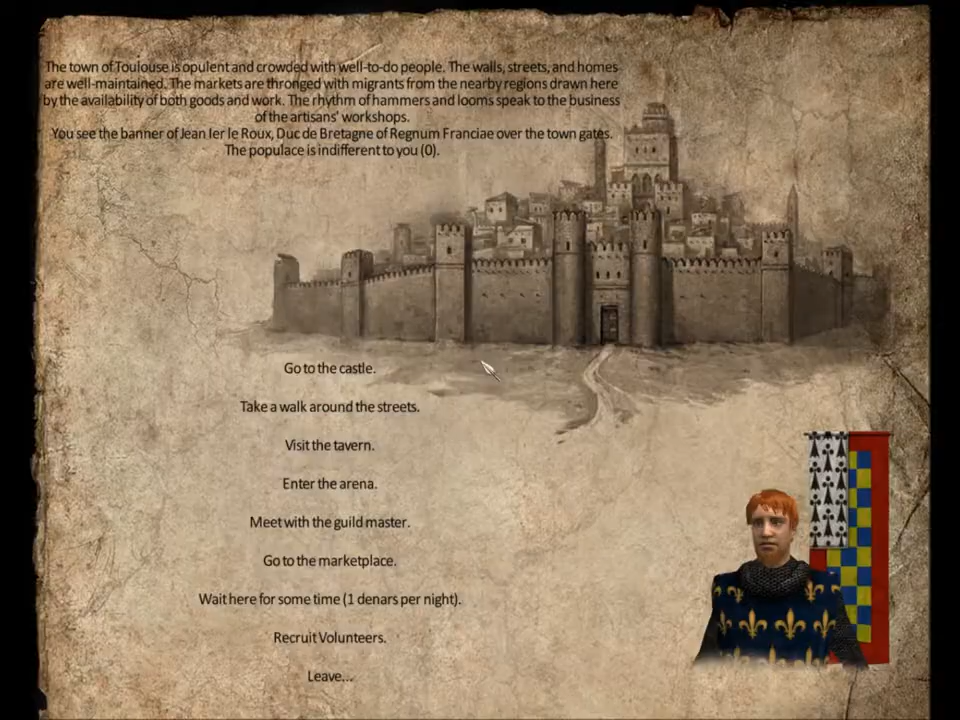 The town of Toulouse is opulent and crowded with well-to-do people. The walls, streets, and homes
are well-maintained. The markets are thronged with migrants from the nearby regions drawn here
by the availability of both goods and work. The rhythm of hammers and looms speak to the business
of the artisans' workshops.
You see the banner of Jean Ier le Roux, Duc de Bretagne of Regnum Franciae over the town gates.
The populace is indifferent to you (0).
Go to the castle.
Take a walk around the streets.
Visit the tavern.
Enter the arena.
Meet with the guild master.
Go to the marketplace.
Wait here for some time (1 denars per night).
Recruit Volunteers.
Leave...